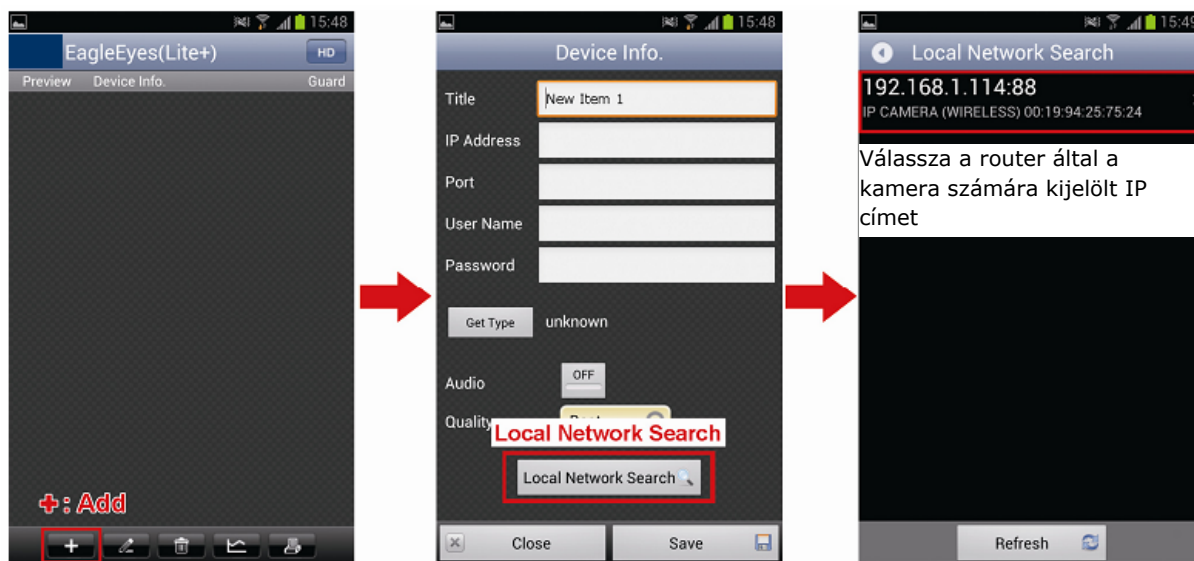 15:48
EagleEyes(Lite+)
HD
Preview Device Info. Guard
+: Add
15:48
Device Info.
Title New Item 1
IP Address
Port
User Name
Password
Get Type unknown
Audio OFF
Quality
Local Network Search
Local Network Search
Close Save
15:49
Local Network Search
192.168.1.114:88
IP CAMERA (WIRELESS) 00:19:94:25:75:24
Válassza a router által a
kamera számára kijelölt IP
címet
Refresh